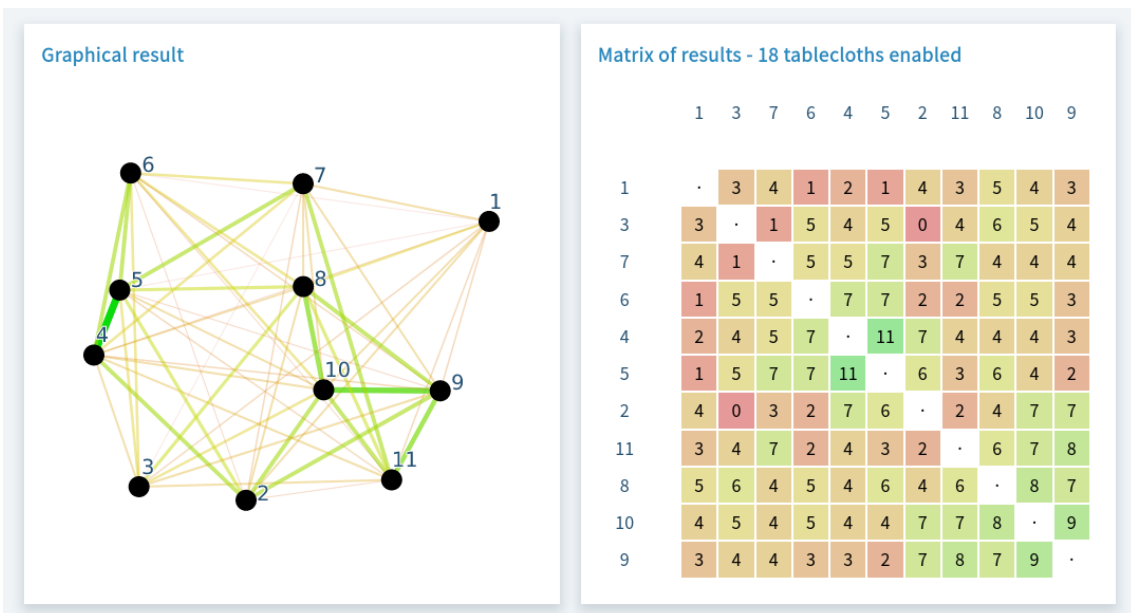 Graphical result
6
7
1
5
8
4
10
9
3
11
2
Matrix of results - 18 tablecloths enabled
1 3 7 6 4 5 2 11 8 10 9
1 · 3 4 1 2 1 4 3 5 4 3
3 3 · 1 5 4 5 0 4 6 5 4
7 4 1 · 5 5 7 3 7 4 4 4
6 1 5 5 · 7 7 2 2 5 5 3
4 2 4 5 7 · 11 7 4 4 4 3
5 1 5 7 7 11 · 6 3 6 4 2
2 4 0 3 2 7 6 · 2 4 7 7
11 3 4 7 2 4 3 2 · 6 7 8
8 5 6 4 5 4 6 4 6 · 8 7
10 4 5 4 5 4 4 7 7 8 · 9
9 3 4 4 3 3 2 7 8 7 9 ·